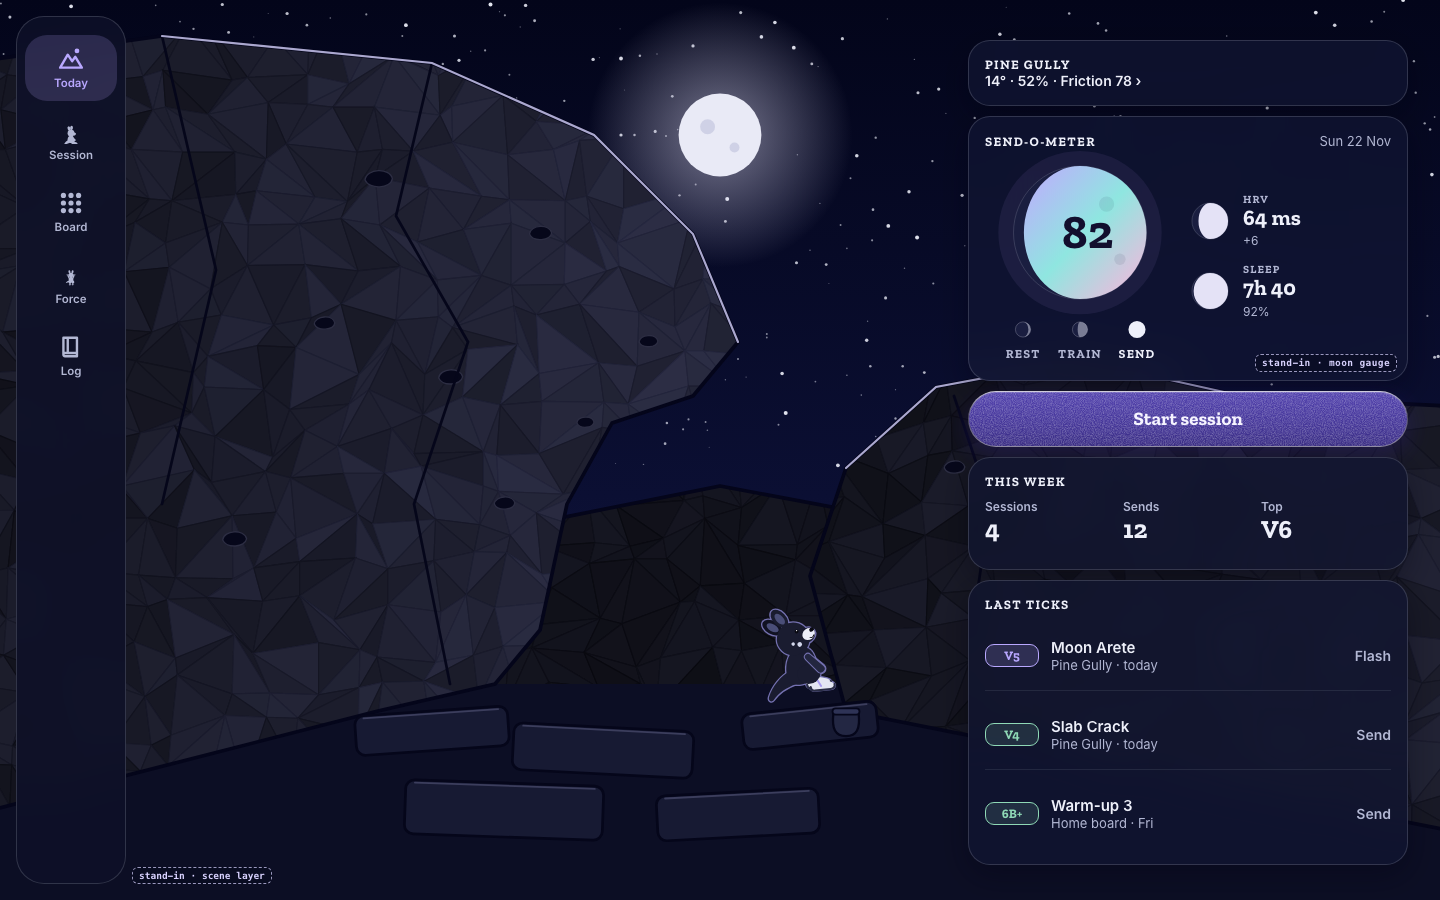 Today
Session
Board
Force
Log
PINE GULLY
14° · 52% · Friction 78 ›
SEND-O-METER
Sun 22 Nov
82
HRV
64 ms
+6
SLEEP
7h 40
92%
REST
TRAIN
SEND
stand-in · moon gauge
Start session
THIS WEEK
Sessions
Sends
Top
4
12
V6
LAST TICKS
V5
Moon Arete
Pine Gully · today
Flash
V4
Slab Crack
Pine Gully · today
Send
6B+
Warm-up 3
Home board · Fri
Send
stand-in · scene layer